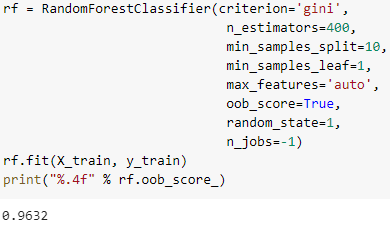 rf = RandomForestClassifier(criterion='gini',
n_estimators=400,
min_samples_split=10,
min_samples_leaf=1,
max_features='auto',
oob_score=True,
random_state=1,
n_jobs=-1)
rf.fit(X_train, y_train)
print("%.4f" % rf.oob_score_)
0.9632